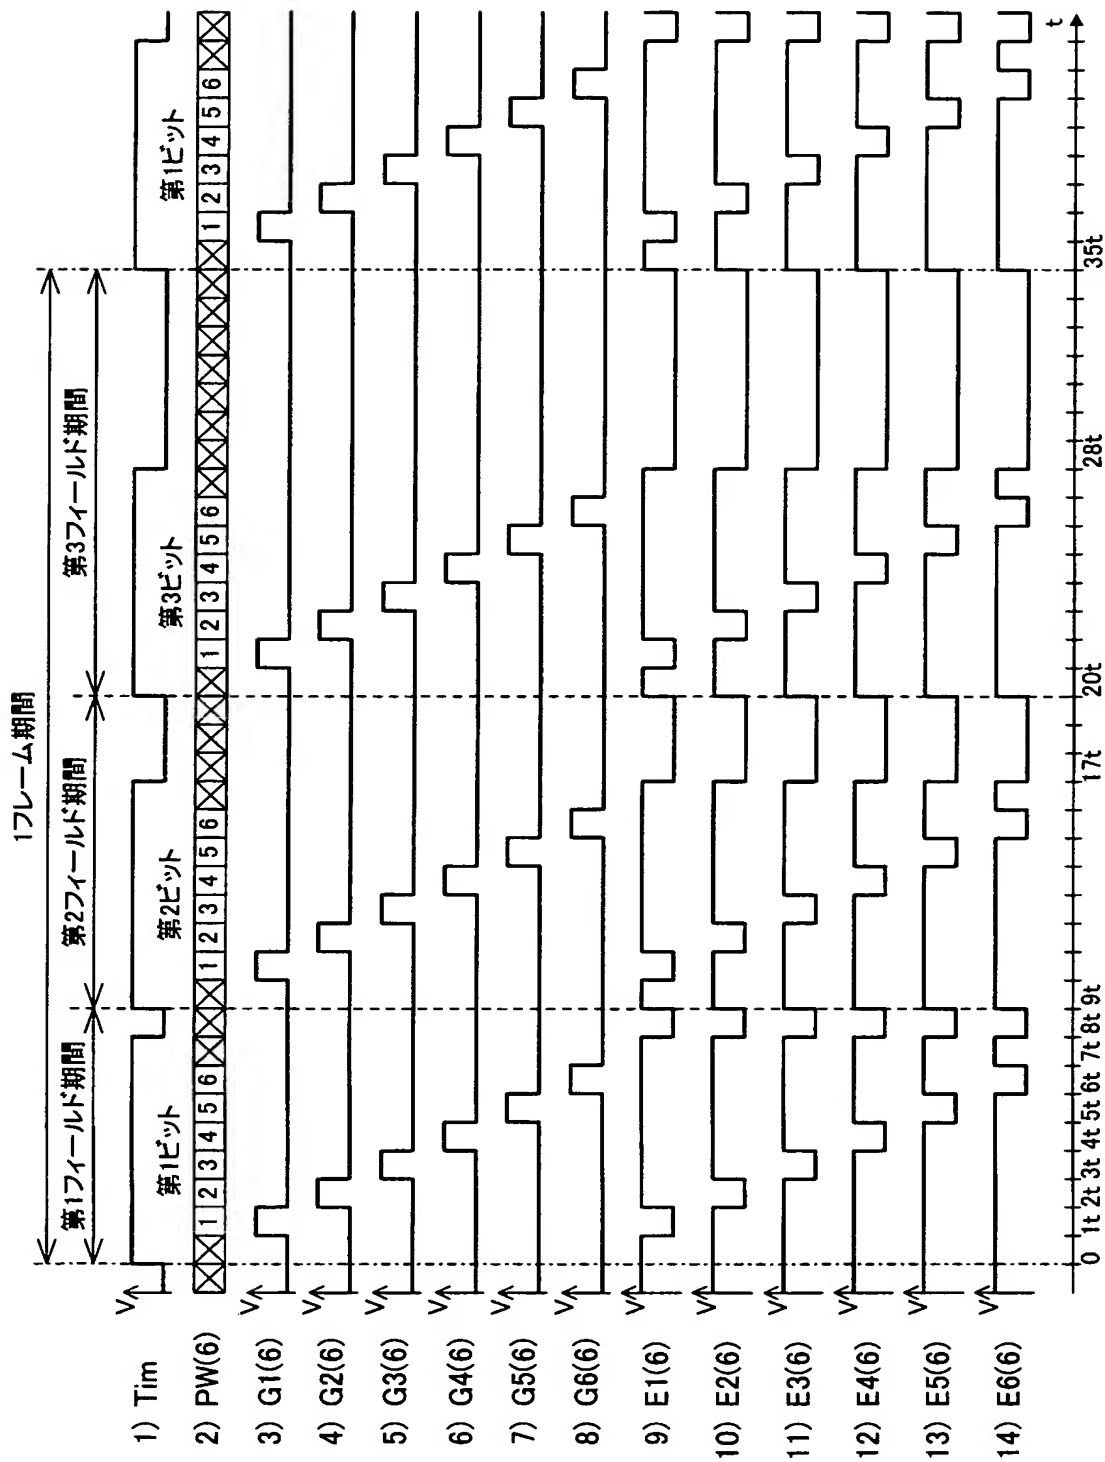 1フレーム期間
第1フィールド期間 第2フィールド期間 第3フィールド期間
1) Tim V 第1ビット 第2ビット 第3ビット 第1ビット
2) PW(6) 1 2 3 4 5 6 1 2 3 4 5 6 1 2 3 4 5 6 1 2 3 4 5 6
3) G1(6) V
4) G2(6) V
5) G3(6) V
6) G4(6) V
7) G5(6) V
8) G6(6) V
9) E1(6) V
10) E2(6) V
11) E3(6) V
12) E4(6) V
13) E5(6) V
14) E6(6) V
0 1t 2t 3t 4t 5t 6t 7t 8t 9t 17t 20t 28t 35t t